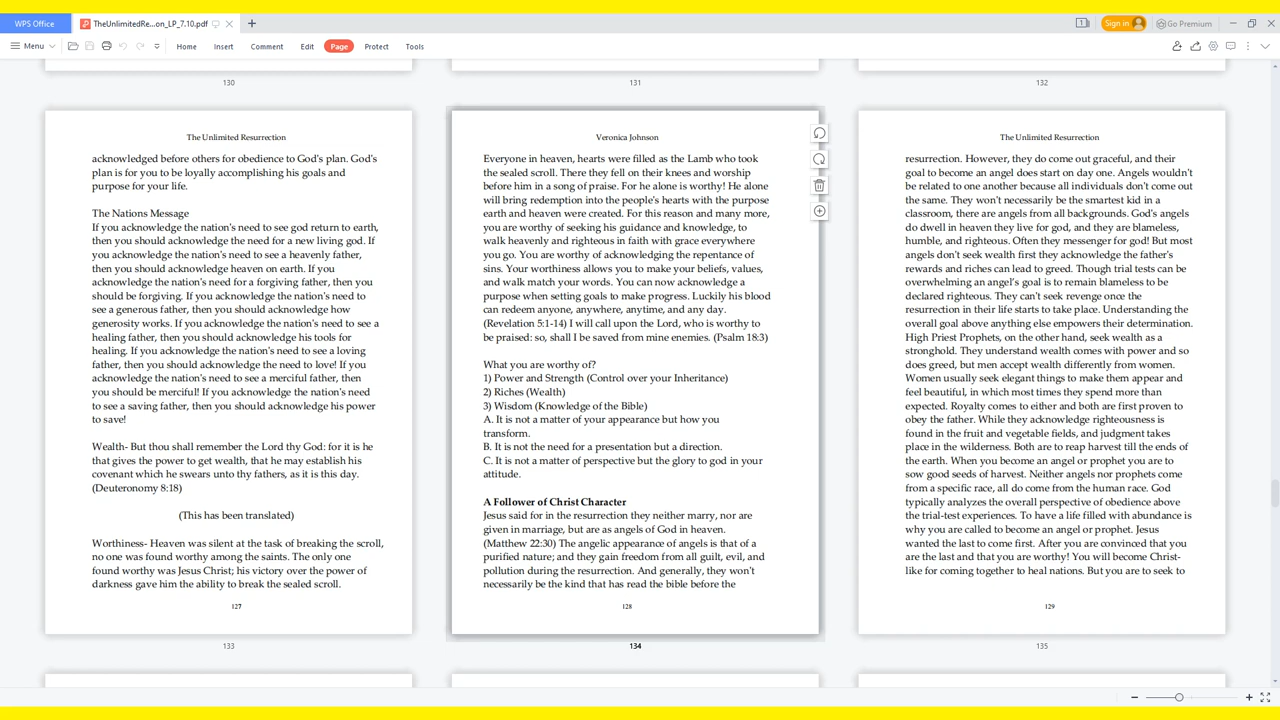 WPS Office
TheUnlimitedRe...on_LP_7.10.pdf
Sign in
Go Premium
Menu
Home
Insert
Comment
Edit
Page
Protect
Tools
130
131
132
The Unlimited Resurrection
acknowledged before others for obedience to God's plan. God's
plan is for you to be loyally accomplishing his goals and
purpose for your life.
The Nations Message
If you acknowledge the nation's need to see god return to earth,
then you should acknowledge the need for a new living god. If
you acknowledge the nation's need to see a heavenly father,
then you should acknowledge heaven on earth. If you
acknowledge the nation's need for a forgiving father, then you
should be forgiving. If you acknowledge the nation's need to
see a generous father, then you should acknowledge how
generosity works. If you acknowledge the nation's need to see a
healing father, then you should acknowledge his tools for
healing. If you acknowledge the nation's need to see a loving
father, then you should acknowledge the need to love! If you
acknowledge the nation's need to see a merciful father, then
you should be merciful! If you acknowledge the nation's need
to see a saving father, then you should acknowledge his power
to save!
Wealth- But thou shall remember the Lord thy God: for it is he
that gives the power to get wealth, that he may establish his
covenant which he swears unto thy fathers, as it is this day.
(Deuteronomy 8:18)
(This has been translated)
Worthiness- Heaven was silent at the task of breaking the scroll,
no one was found worthy among the saints. The only one
found worthy was Jesus Christ; his victory over the power of
darkness gave him the ability to break the sealed scroll.
127
133
Veronica Johnson
Everyone in heaven, hearts were filled as the Lamb who took
the sealed scroll. There they fell on their knees and worship
before him in a song of praise. For he alone is worthy! He alone
will bring redemption into the people's hearts with the purpose
earth and heaven were created. For this reason and many more,
you are worthy of seeking his guidance and knowledge, to
walk heavenly and righteous in faith with grace everywhere
you go. You are worthy of acknowledging the repentance of
sins. Your worthiness allows you to make your beliefs, values,
and walk match your words. You can now acknowledge a
purpose when setting goals to make progress. Luckily his blood
can redeem anyone, anywhere, anytime, and any day.
(Revelation 5:1-14) I will call upon the Lord, who is worthy to
be praised: so, shall I be saved from mine enemies. (Psalm 18:3)
What you are worthy of?
1) Power and Strength (Control over your Inheritance)
2) Riches (Wealth)
3) Wisdom (Knowledge of the Bible)
A. It is not a matter of your appearance but how you
transform.
B. It is not the need for a presentation but a direction.
C. It is not a matter of perspective but the glory to god in your
attitude.
A Follower of Christ Character
Jesus said for in the resurrection they neither marry, nor are
given in marriage, but are as angels of God in heaven.
(Matthew 22:30) The angelic appearance of angels is that of a
purified nature; and they gain freedom from all guilt, evil, and
pollution during the resurrection. And generally, they won't
necessarily be the kind that has read the bible before the
128
134
The Unlimited Resurrection
resurrection. However, they do come out graceful, and their
goal to become an angel does start on day one. Angels wouldn't
be related to one another because all individuals don't come out
the same. They won't necessarily be the smartest kid in a
classroom, there are angels from all backgrounds. God's angels
do dwell in heaven they live for god, and they are blameless,
humble, and righteous. Often they messenger for god! But most
angels don't seek wealth first they acknowledge the father's
rewards and riches can lead to greed. Though trial tests can be
overwhelming an angel's goal is to remain blameless to be
declared righteous. They can't seek revenge once the
resurrection in their life starts to take place. Understanding the
overall goal above anything else empowers their determination.
High Priest Prophets, on the other hand, seek wealth as a
stronghold. They understand wealth comes with power and so
does greed, but men accept wealth differently from women.
Women usually seek elegant things to make them appear and
feel beautiful, in which most times they spend more than
expected. Royalty comes to either and both are first proven to
obey the father. While they acknowledge righteousness is
found in the fruit and vegetable fields, and judgment takes
place in the wilderness. Both are to reap harvest till the ends of
the earth. When you become an angel or prophet you are to
sow good seeds of harvest. Neither angels nor prophets come
from a specific race, all do come from the human race. God
typically analyzes the overall perspective of obedience above
the trial-test experiences. To have a life filled with abundance is
why you are called to become an angel or prophet. Jesus
wanted the last to come first. After you are convinced that you
are the last and that you are worthy! You will become Christ-
like for coming together to heal nations. But you are to seek to
129
135